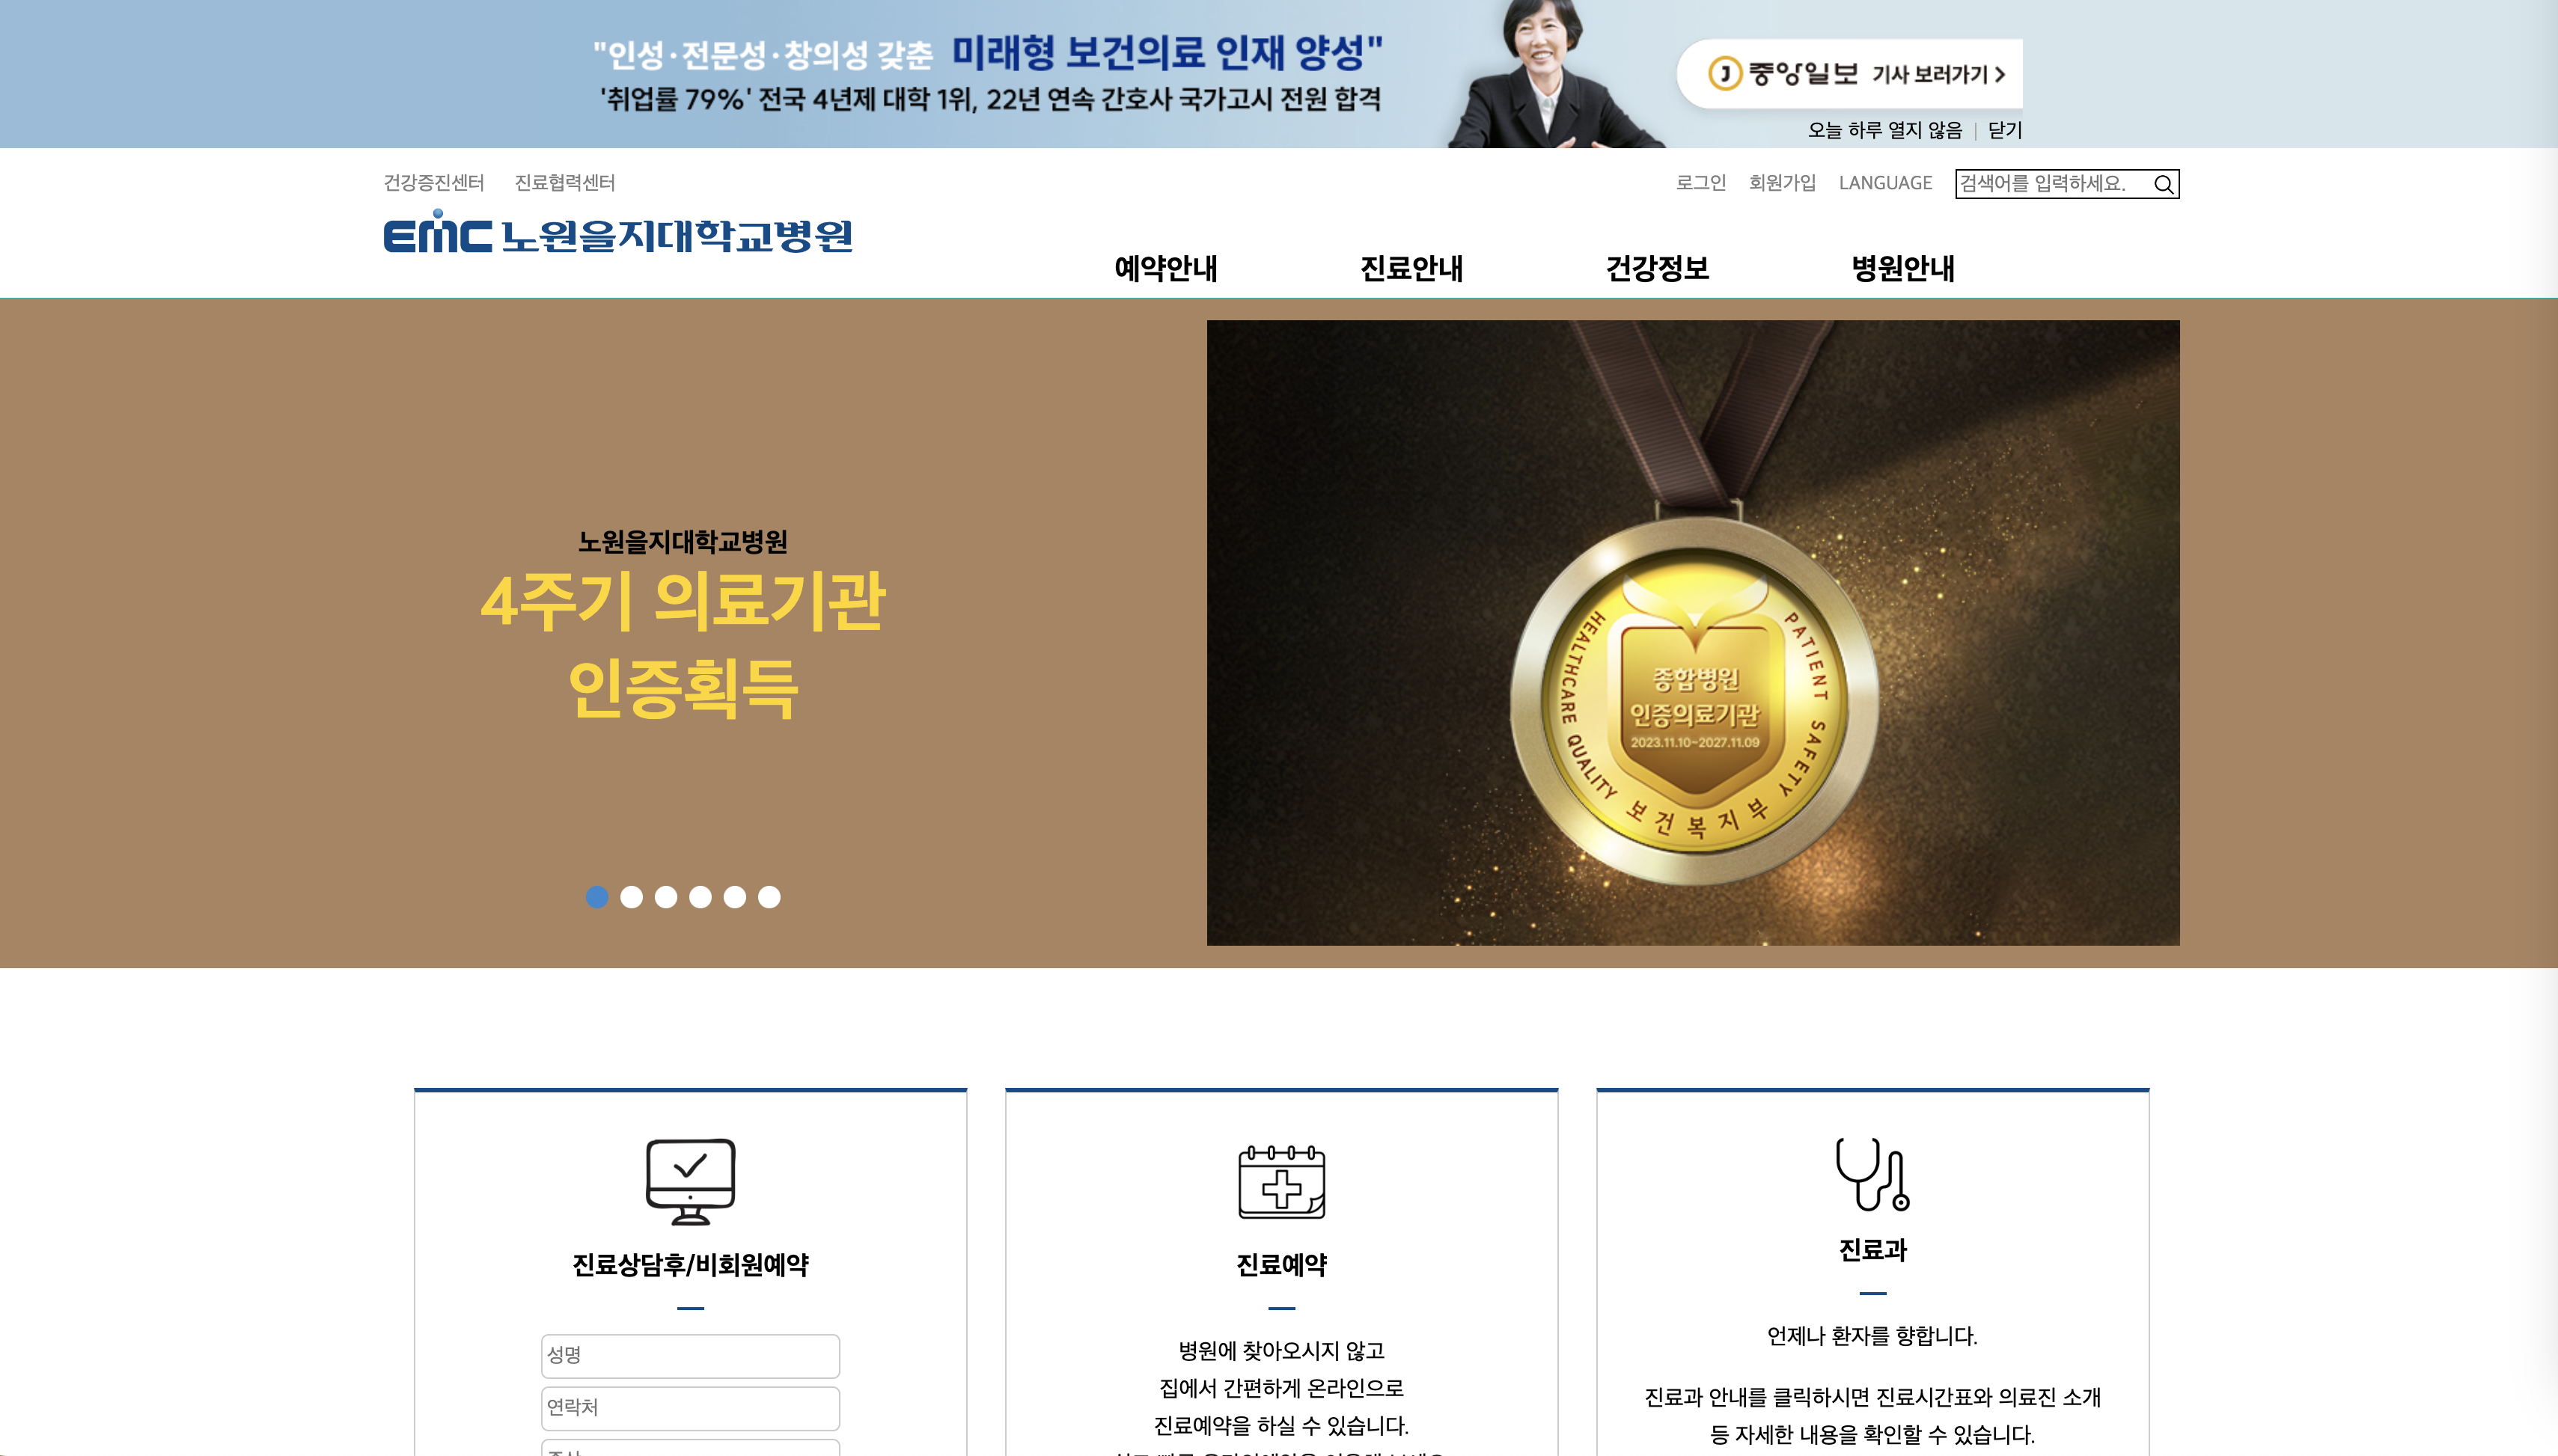 "인성·전문성·창의성 갖춘 미래형 보건의료 인재 양성"
'취업률 79%' 전국 4년제 대학 1위, 22년 연속 간호사 국가고시 전원 합격
J 중앙일보 기사 보러가기 >
오늘 하루 열지 않음 | 닫기
건강증진센터 진료협력센터
로그인 회원가입 LANGUAGE 검색어를 입력하세요.
EMC 노원을지대학교병원
예약안내 진료안내 건강정보 병원안내
노원을지대학교병원
4주기 의료기관
인증획득
HEALTHCARE QUALITY PATIENT SAFETY
종합병원
인증의료기관
2023.11.10~2027.11.09
보건복지부
진료상담후/비회원예약
성명
연락처
진료예약
병원에 찾아오시지 않고
집에서 간편하게 온라인으로
진료예약을 하실 수 있습니다.
진료과
언제나 환자를 향합니다.
진료과 안내를 클릭하시면 진료시간표와 의료진 소개
등 자세한 내용을 확인할 수 있습니다.